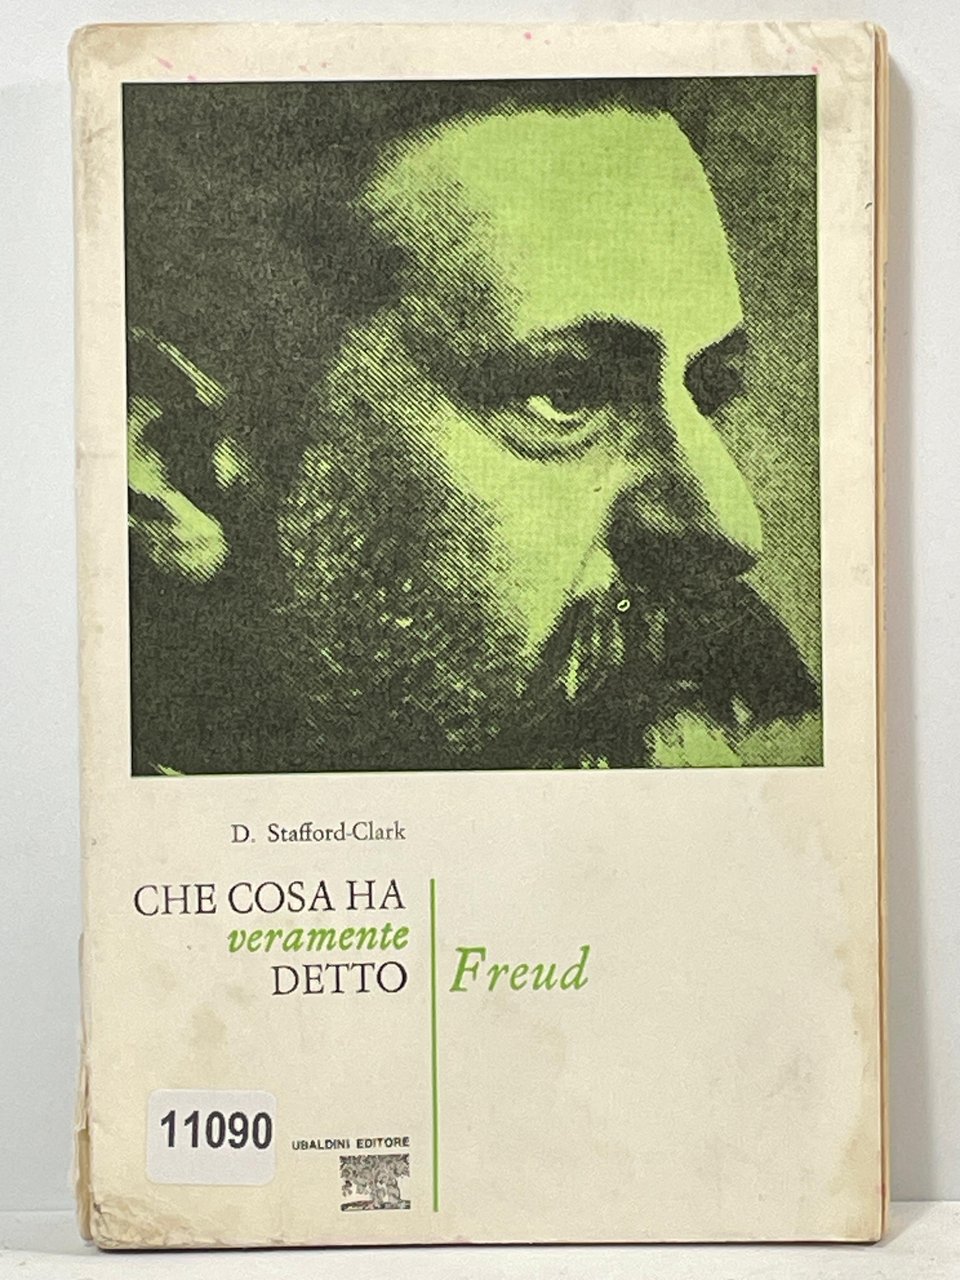 D. Stafford-Clark
CHE COSA HA
veramente
DETTO
Freud
11090
UBALDINI EDITORE